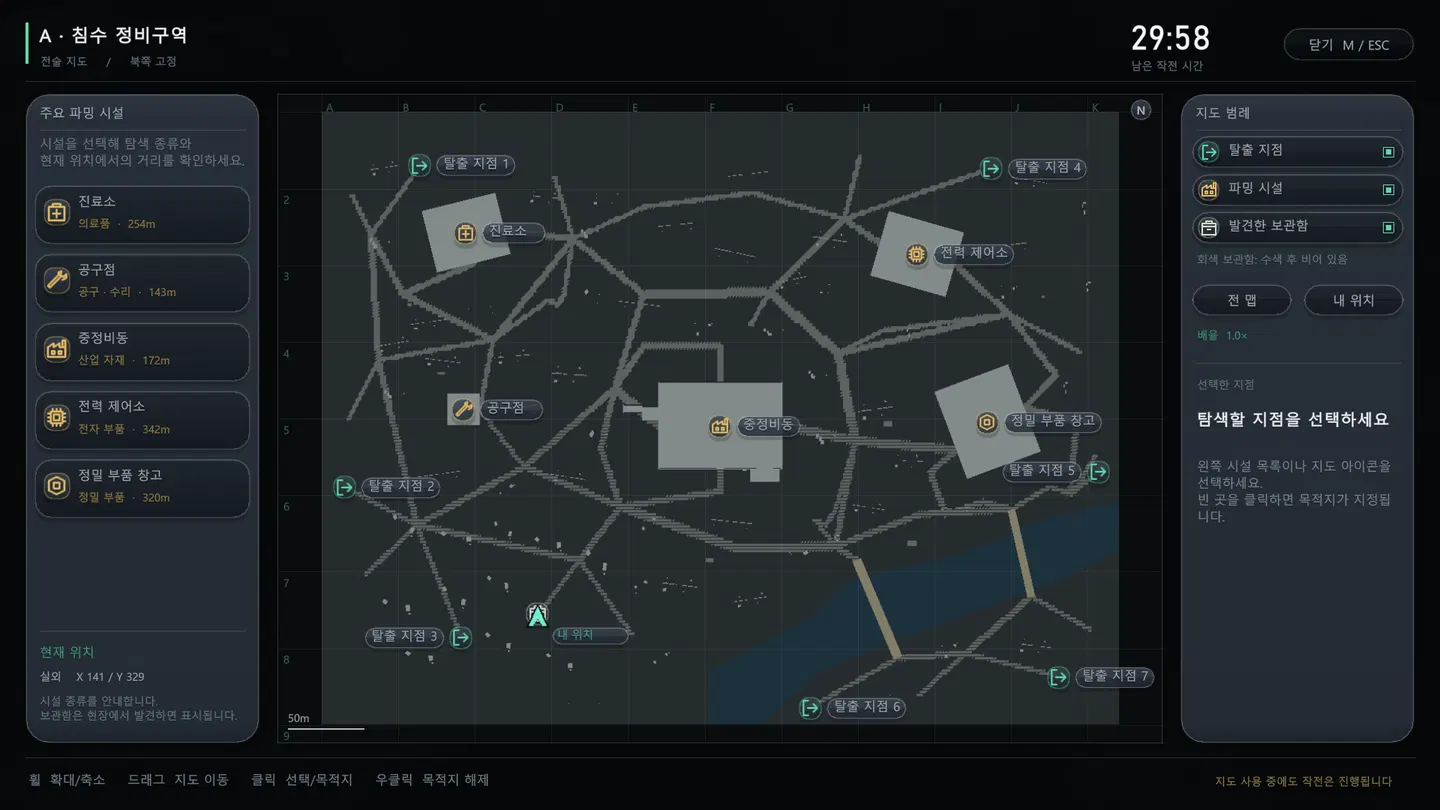 A · 침수 정비구역
전술 지도 / 북쪽 고정
29:58
남은 작전 시간
닫기 M / ESC
주요 파밍 시설
시설을 선택해 탐색 종류와
현재 위치에서의 거리를 확인하세요.
진료소
의료품 · 254m
공구점
공구 · 수리 · 143m
중정비동
산업 자재 · 172m
전력 제어소
전자 부품 · 342m
정밀 부품 창고
정밀 부품 · 320m
현재 위치
실외 X 141 / Y 329
시설 종류를 안내합니다.
보관함은 현장에서 발견하면 표시됩니다.
A B C D E F G H I J K
N
2
3
4
5
6
7
8
9
탈출 지점 1
탈출 지점 4
진료소
전력 제어소
공구점
중정비동
정밀 부품 창고
탈출 지점 5
탈출 지점 2
탈출 지점 3
내 위치
탈출 지점 7
탈출 지점 6
50m
지도 범례
탈출 지점
파밍 시설
발견한 보관함
회색 보관함: 수색 후 비어 있음
전 맵
내 위치
배율 1.0×
선택한 지점
탐색할 지점을 선택하세요
왼쪽 시설 목록이나 지도 아이콘을
선택하세요.
빈 곳을 클릭하면 목적지가 지정됩
니다.
휠 확대/축소 드래그 지도 이동 클릭 선택/목적지 우클릭 목적지 해제
지도 사용 중에도 작전은 진행됩니다